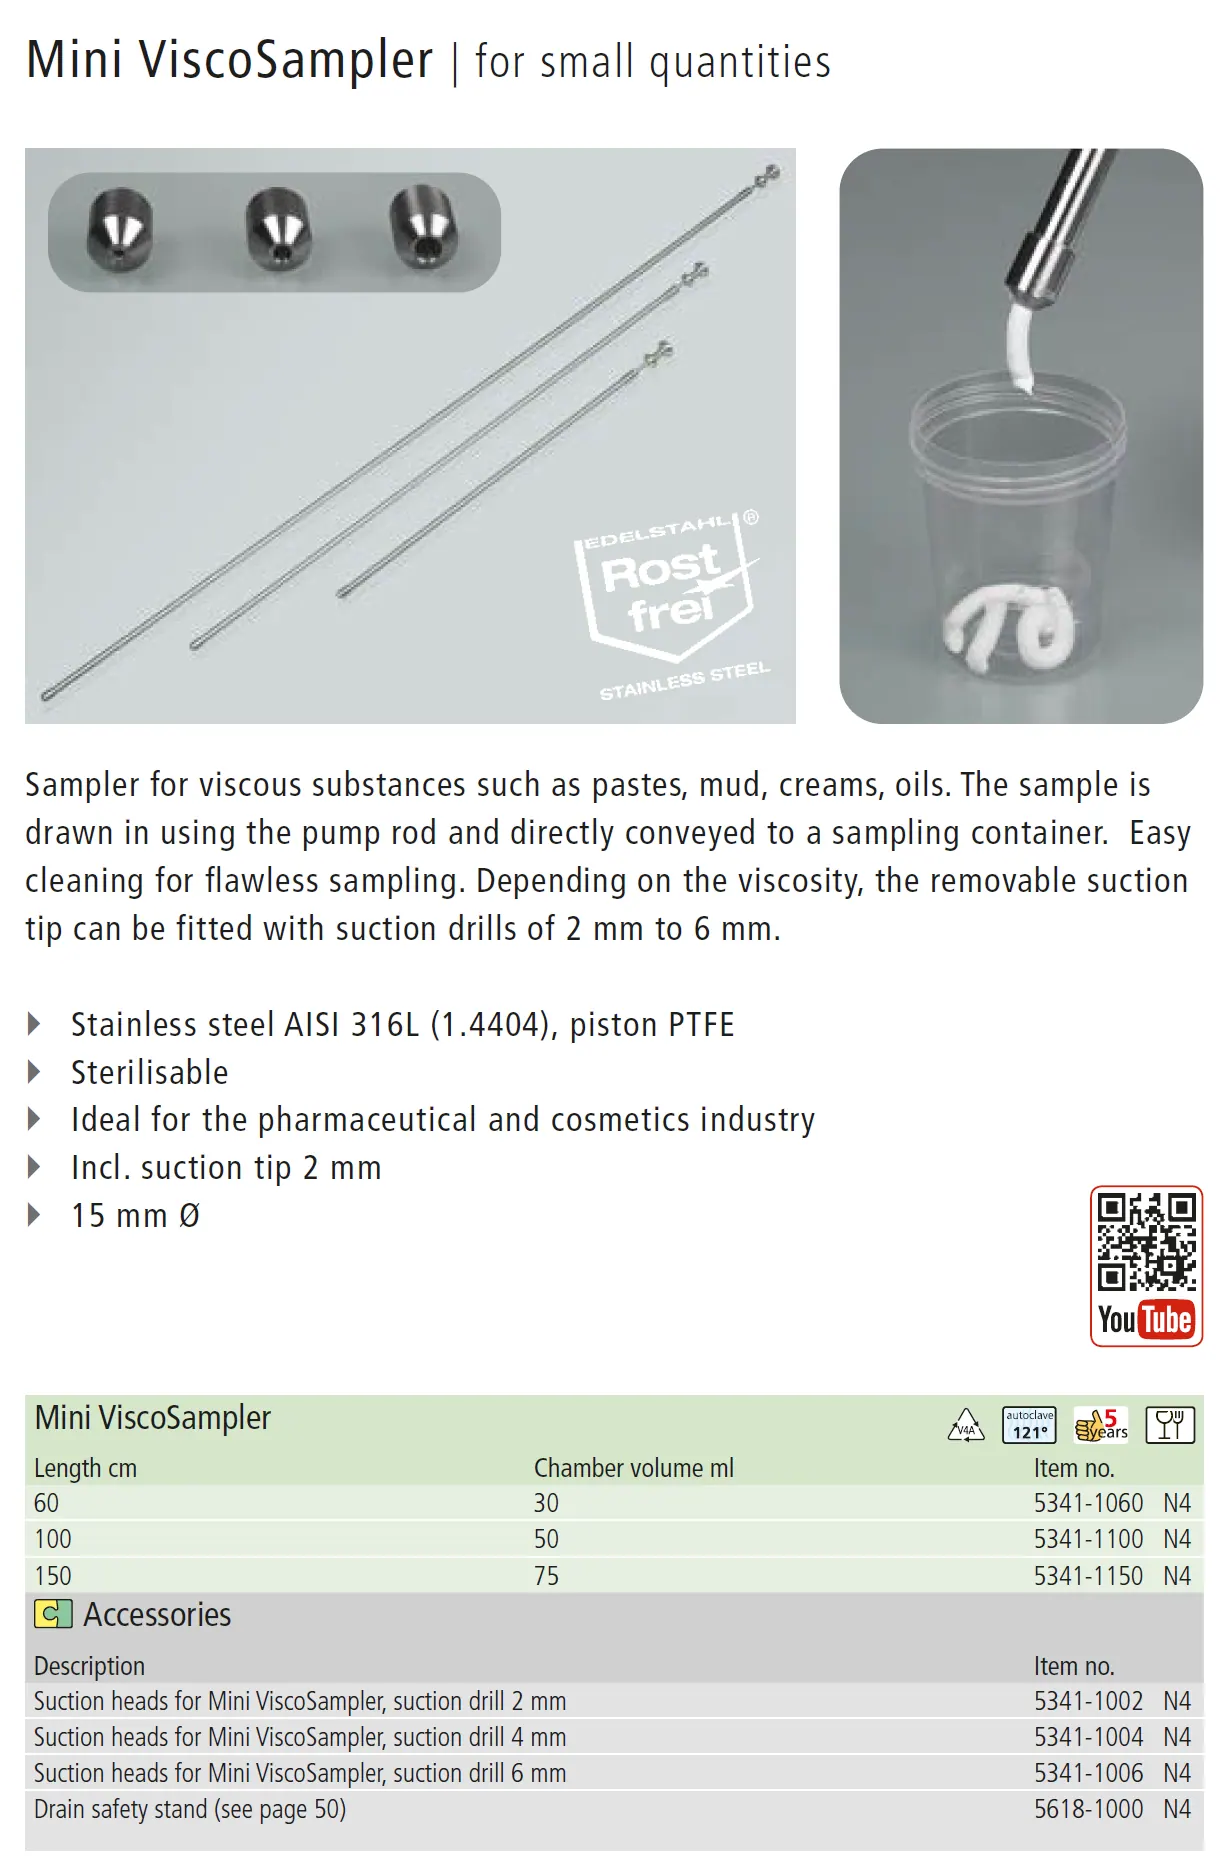 Mini ViscoSampler | for small quantities
EDELSTAHL ®
Rost
frei
STAINLESS STEEL
Sampler for viscous substances such as pastes, mud, creams, oils. The sample is
drawn in using the pump rod and directly conveyed to a sampling container.  Easy
cleaning for flawless sampling. Depending on the viscosity, the removable suction
tip can be fitted with suction drills of 2 mm to 6 mm.
Stainless steel AISI 316L (1.4404), piston PTFE
Sterilisable
Ideal for the pharmaceutical and cosmetics industry
Incl. suction tip 2 mm
15 mm Ø
YouTube
Mini ViscoSampler
V4A
autoclave
121°
5
years
Length cm Chamber volume ml Item no.
60 30 5341-1060 N4
100 50 5341-1100 N4
150 75 5341-1150 N4
Accessories
Description Item no.
Suction heads for Mini ViscoSampler, suction drill 2 mm 5341-1002 N4
Suction heads for Mini ViscoSampler, suction drill 4 mm 5341-1004 N4
Suction heads for Mini ViscoSampler, suction drill 6 mm 5341-1006 N4
Drain safety stand (see page 50) 5618-1000 N4